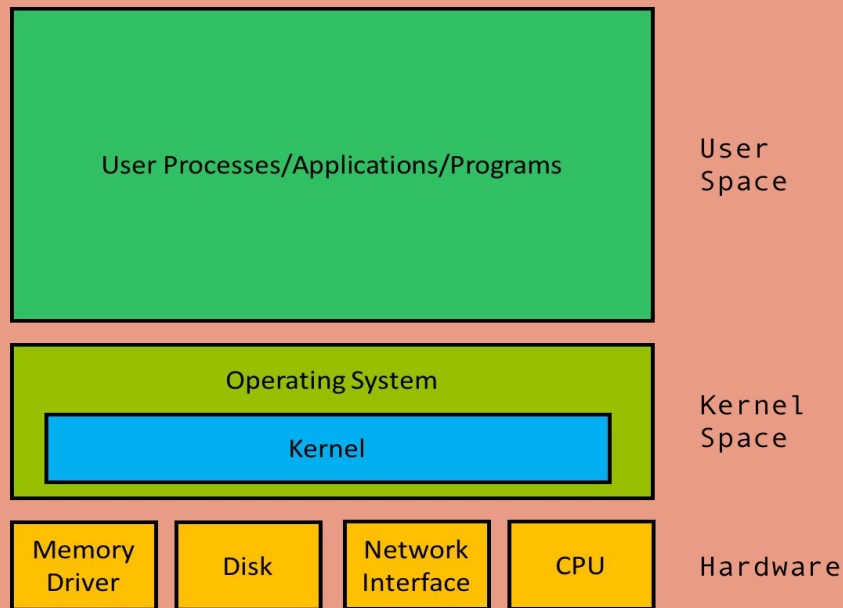 User Processes/Applications/Programs
User
Space
Operating System
Kernel
Kernel
Space
Memory
Driver
Disk
Network
Interface
CPU
Hardware